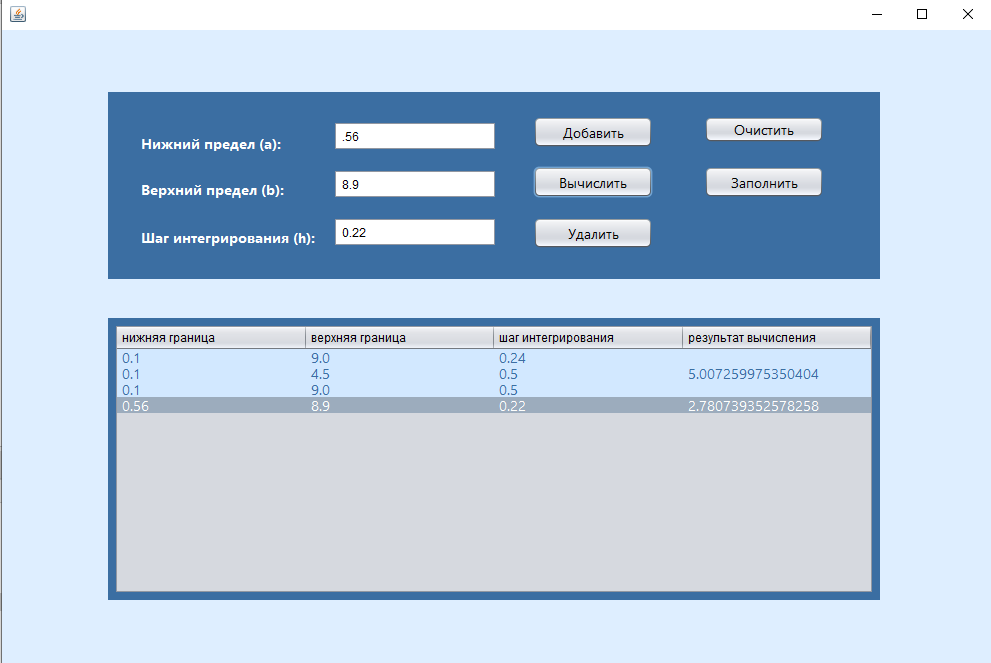 Нижний предел (a): .56 Добавить Очистить
Верхний предел (b): 8.9 Вычислить Заполнить
Шаг интегрирования (h): 0.22 Удалить
нижняя граница верхняя граница шаг интегрирования результат вычисления
0.1 9.0 0.24
0.1 4.5 0.5 5.007259975350404
0.1 9.0 0.5
0.56 8.9 0.22 2.780739352578258